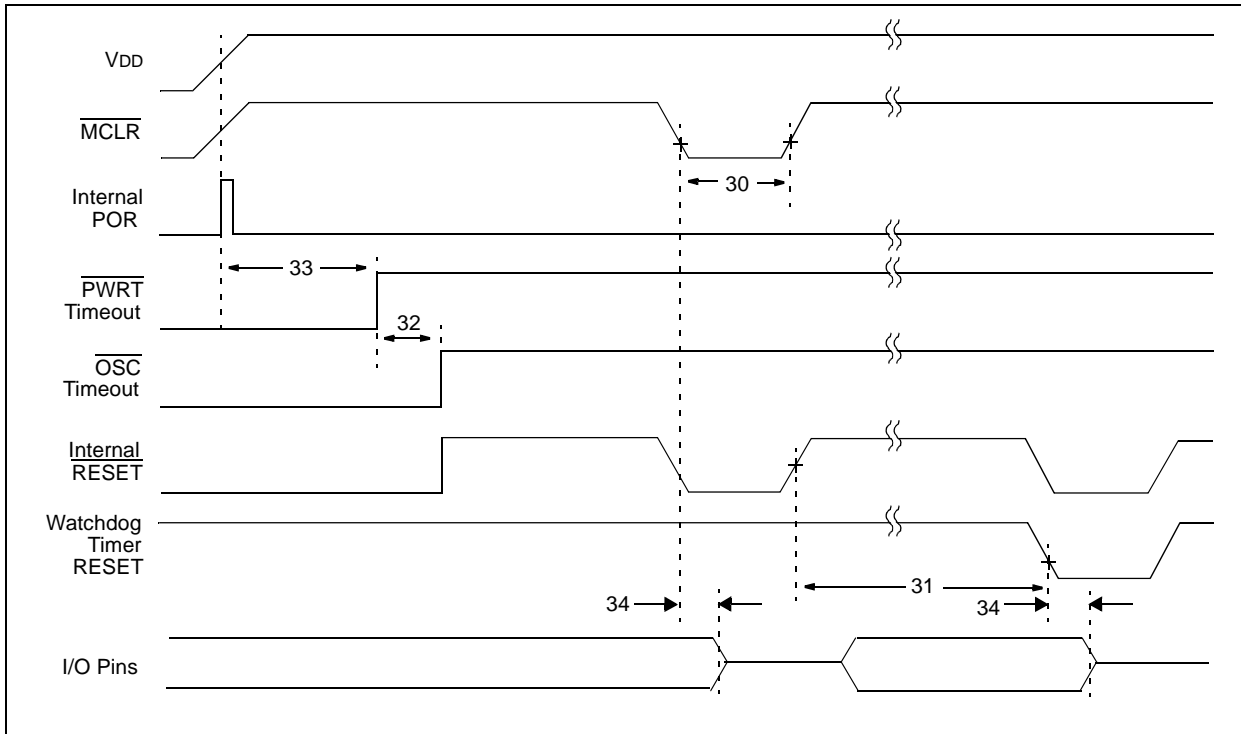 VDD
MCLR
30
Internal
POR
33
PWRT
Timeout
32
OSC
Timeout
Internal
RESET
Watchdog
Timer
RESET
31
34
34
I/O Pins